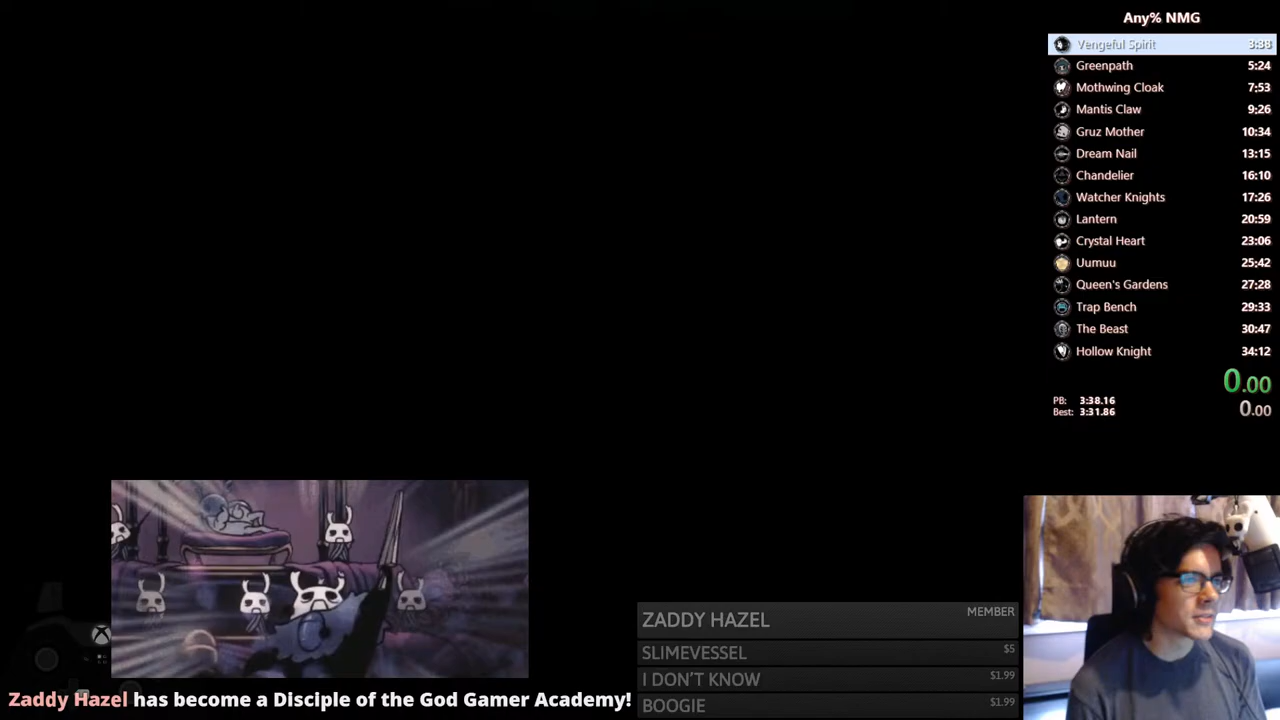 Any% NMG
Vengeful Spirit 3:38
Greenpath 5:24
Mothwing Cloak 7:53
Mantis Claw 9:26
Gruz Mother 10:34
Dream Nail 13:15
Chandelier 16:10
Watcher Knights 17:26
Lantern 20:59
Crystal Heart 23:06
Uumuu 25:42
Queen's Gardens 27:28
Trap Bench 29:33
The Beast 30:47
Hollow Knight 34:12
0.00
PB: 3:38.16
Best: 3:31.86
0.00
ZADDY HAZEL MEMBER
SLIMEVESSEL $5
I DON'T KNOW $1.99
BOOGIE $1.99
Zaddy Hazel has become a Disciple of the God Gamer Academy!